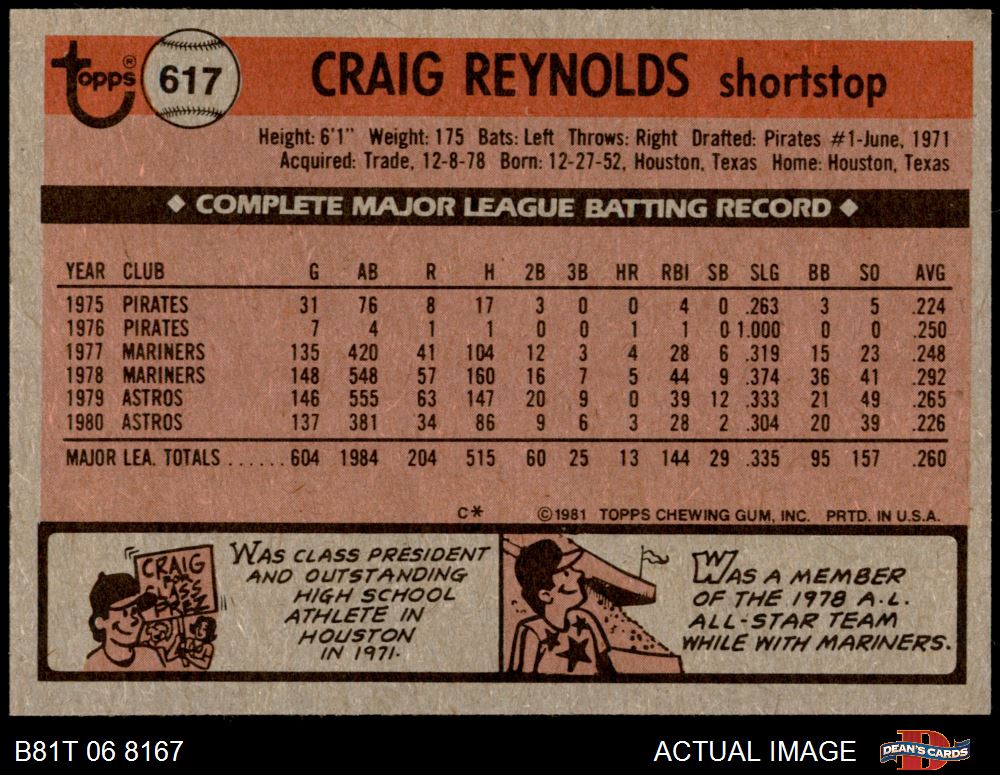 Topps®
617
CRAIG REYNOLDS shortstop
Height: 6'1" Weight: 175 Bats: Left Throws: Right Drafted: Pirates #1-June, 1971
Acquired: Trade, 12-8-78 Born: 12-27-52, Houston, Texas Home: Houston, Texas
◆ COMPLETE MAJOR LEAGUE BATTING RECORD ◆
YEAR CLUB G AB R H 2B 3B HR RBI SB SLG BB SO AVG
1975 PIRATES 31 76 8 17 3 0 0 4 0 .263 3 5 .224
1976 PIRATES 7 4 1 1 0 0 1 1 0 1.000 0 0 .250
1977 MARINERS 135 420 41 104 12 3 4 28 6 .319 15 23 .248
1978 MARINERS 148 548 57 160 16 7 5 44 9 .374 36 41 .292
1979 ASTROS 146 555 63 147 20 9 0 39 12 .333 21 49 .265
1980 ASTROS 137 381 34 86 9 6 3 28 2 .304 20 39 .226
MAJOR LEA. TOTALS ...... 604 1984 204 515 60 25 13 144 29 .335 95 157 .260
C* ©1981 TOPPS CHEWING GUM, INC. PRTD. IN U.S.A.
CRAIG
FOR
CLASS
PREZ
WAS CLASS PRESIDENT
AND OUTSTANDING
HIGH SCHOOL
ATHLETE IN
HOUSTON
IN 1971.
WAS A MEMBER
OF THE 1978 A.L.
ALL-STAR TEAM
WHILE WITH MARINERS.
B81T 06 8167
ACTUAL IMAGE
DEAN'S CARDS